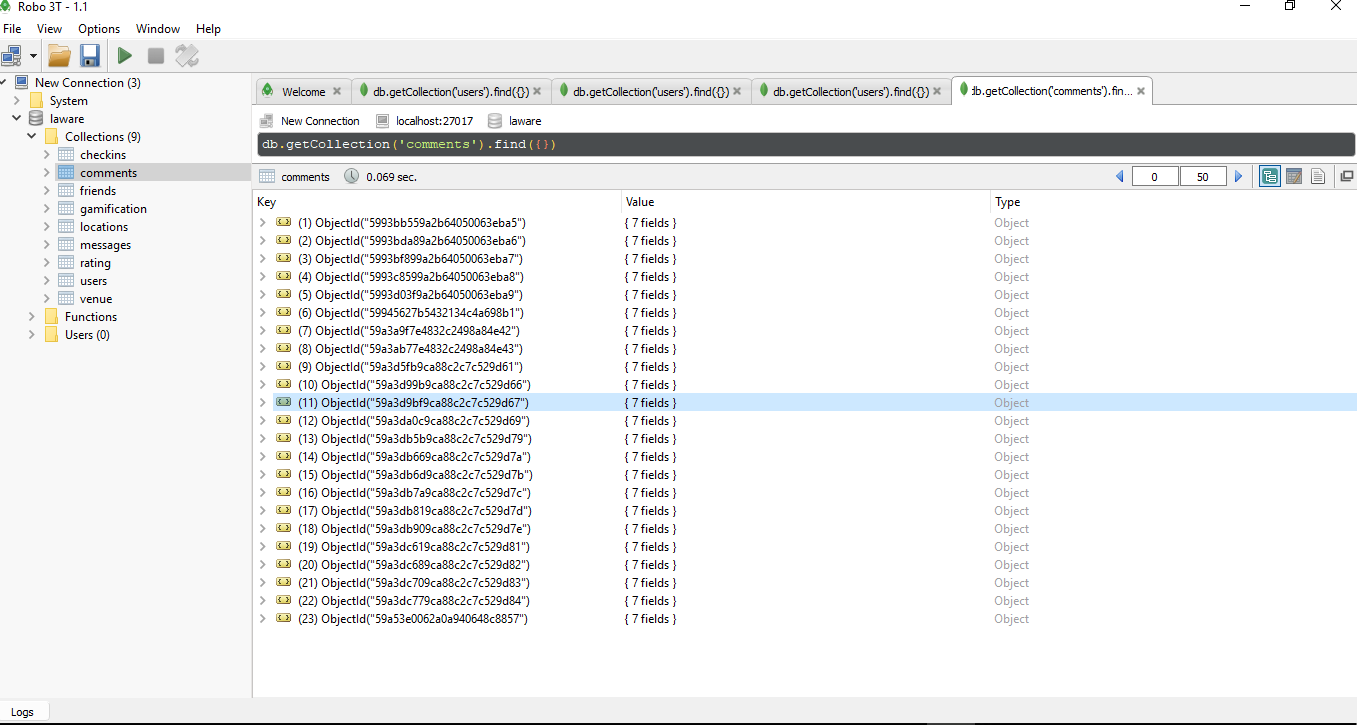 Robo 3T - 1.1
File View Options Window Help
New Connection (3)
System
laware
Collections (9)
checkins
comments
friends
gamification
locations
messages
rating
users
venue
Functions
Users (0)
Welcome
db.getCollection('users').find({})
db.getCollection('users').find({})
db.getCollection('users').find({})
db.getCollection('comments').fin...
New Connection localhost:27017 laware
db.getCollection('comments').find({})
comments 0.069 sec. 0 50
Key Value Type
(1) ObjectId("5993bb559a2b64050063eba5") { 7 fields } Object
(2) ObjectId("5993bda89a2b64050063eba6") { 7 fields } Object
(3) ObjectId("5993bf899a2b64050063eba7") { 7 fields } Object
(4) ObjectId("5993c8599a2b64050063eba8") { 7 fields } Object
(5) ObjectId("5993d03f9a2b64050063eba9") { 7 fields } Object
(6) ObjectId("59945627b5432134c4a698b1") { 7 fields } Object
(7) ObjectId("59a3a9f7e4832c2498a84e42") { 7 fields } Object
(8) ObjectId("59a3ab77e4832c2498a84e43") { 7 fields } Object
(9) ObjectId("59a3d5fb9ca88c2c7c529d61") { 7 fields } Object
(10) ObjectId("59a3d99b9ca88c2c7c529d66") { 7 fields } Object
(11) ObjectId("59a3d9bf9ca88c2c7c529d67") { 7 fields } Object
(12) ObjectId("59a3da0c9ca88c2c7c529d69") { 7 fields } Object
(13) ObjectId("59a3db5b9ca88c2c7c529d79") { 7 fields } Object
(14) ObjectId("59a3db669ca88c2c7c529d7a") { 7 fields } Object
(15) ObjectId("59a3db6d9ca88c2c7c529d7b") { 7 fields } Object
(16) ObjectId("59a3db7a9ca88c2c7c529d7c") { 7 fields } Object
(17) ObjectId("59a3db819ca88c2c7c529d7d") { 7 fields } Object
(18) ObjectId("59a3db909ca88c2c7c529d7e") { 7 fields } Object
(19) ObjectId("59a3dc619ca88c2c7c529d81") { 7 fields } Object
(20) ObjectId("59a3dc689ca88c2c7c529d82") { 7 fields } Object
(21) ObjectId("59a3dc709ca88c2c7c529d83") { 7 fields } Object
(22) ObjectId("59a3dc779ca88c2c7c529d84") { 7 fields } Object
(23) ObjectId("59a53e0062a0a940648c8857") { 7 fields } Object
Logs